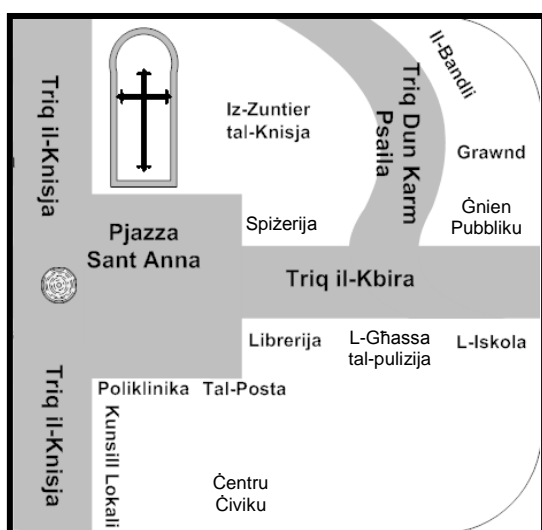 Triq il-Knisja
Iz-Zuntier
tal-Knisja
Triq Dun Karm
Psaila
Il-Bandli
Grawnd
Ġnien
Pubbliku
Spiżerija
Pjazza
Sant Anna
Triq il-Kbira
Librerija
L-Għassa
tal-pulizija
L-Iskola
Triq il-Knisja
Poliklinika
Tal-Posta
Kunsill Lokali
Ċentru
Ċiviku